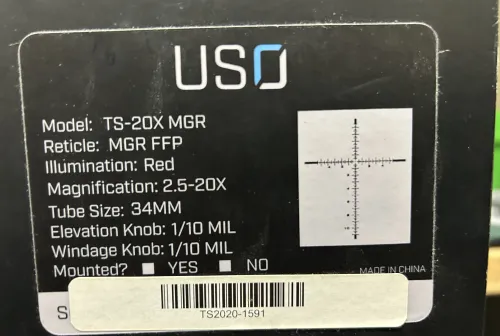 USO
Model: TS-20X MGR
Reticle: MGR FFP
Illumination: Red
Magnification: 2.5-20X
Tube Size: 34MM
Elevation Knob: 1/10 MIL
Windage Knob: 1/10 MIL
Mounted? YES NO
MADE IN CHINA
S
TS2020-1591